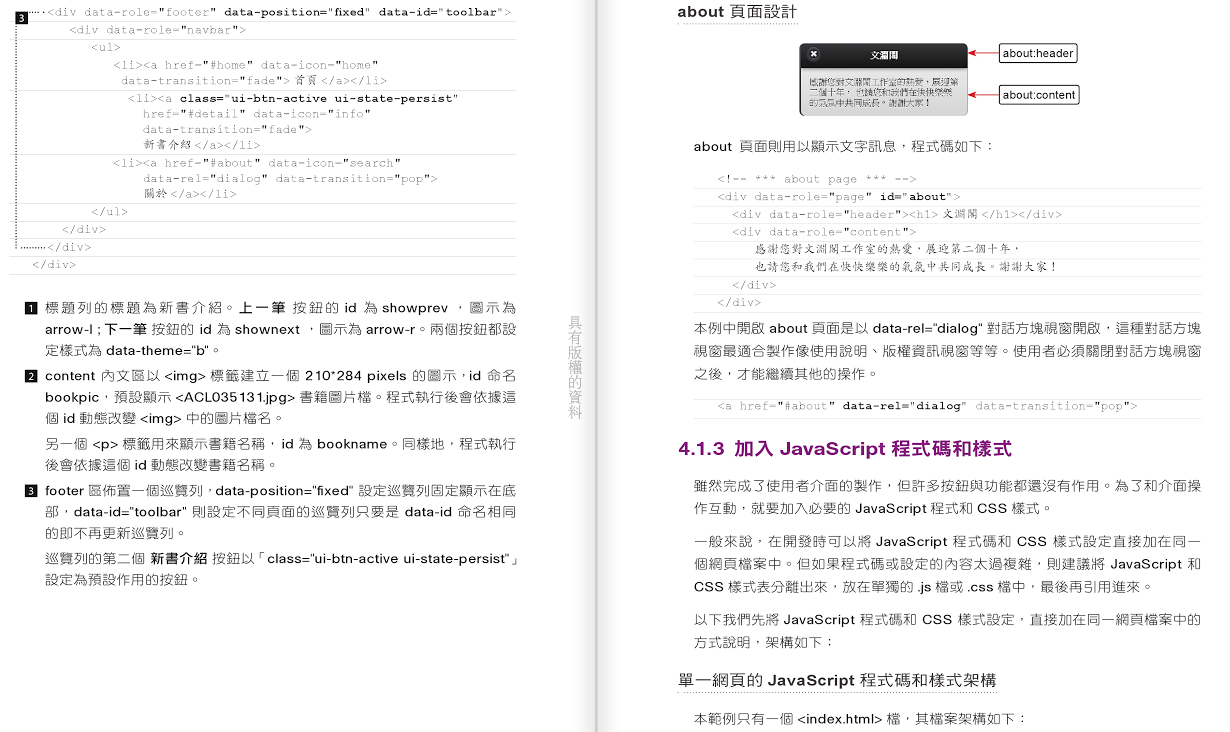 3 <div data-role="footer" data-position="fixed" data-id="toolbar">
<div data-role="navbar">
<ul>
<li><a href="#home" data-icon="home"
data-transition="fade"> 首頁 </a></li>
<li><a class="ui-btn-active ui-state-persist"
href="#detail" data-icon="info"
data-transition="fade">
新書介紹 </a></li>
<li><a href="#about" data-icon="search"
data-rel="dialog" data-transition="pop">
關於 </a></li>
</ul>
</div>
</div>
</div>
1 標題列的標題為新書介紹。上一筆 按鈕的 id 為 showprev ，圖示為
arrow-l ; 下一筆 按鈕的 id 為 shownext ，圖示為 arrow-r。兩個按鈕都設
定樣式為 data-theme="b"。
2 content 內文區以 <img> 標籤建立一個 210*284 pixels 的圖示，id 命名
bookpic，預設顯示 <ACL035131.jpg> 書籍圖片檔。程式執行後會依據這
個 id 動態改變 <img> 中的圖片檔名。
另一個 <p> 標籤用來顯示書籍名稱， id 為 bookname。同樣地，程式執行
後會依據這個 id 動態改變書籍名稱。
3 footer 區佈置一個巡覽列，data-position="fixed" 設定巡覽列固定顯示在底
部，data-id="toolbar" 則設定不同頁面的巡覽列只要是 data-id 命名相同
的即不再更新巡覽列。
巡覽列的第二個 新書介紹 按鈕以「class="ui-btn-active ui-state-persist"」
設定為預設作用的按鈕。
具有版權的資料
about 頁面設計
文淵閣
感謝您對文淵閣工作室的熱愛，展迎第
二個十年， 也請您和我們在快快樂樂
的氣氛中共同成長。謝謝大家！
about:header
about:content
about 頁面則用以顯示文字訊息，程式碼如下：
<!-- *** about page *** -->
<div data-role="page" id="about">
<div data-role="header"><h1> 文淵閣 </h1></div>
<div data-role="content">
感謝您對文淵閣工作室的熱愛，展迎第二個十年，
也請您和我們在快快樂樂的氣氛中共同成長。謝謝大家！
</div>
</div>
本例中開啟 about 頁面是以 data-rel="dialog" 對話方塊視窗開啟，這種對話方塊
視窗最適合製作像使用說明、版權資訊視窗等等。使用者必須關閉對話方塊視窗
之後，才能繼續其他的操作。
<a href="#about" data-rel="dialog" data-transition="pop">
4.1.3 加入 JavaScript 程式碼和樣式
雖然完成了使用者介面的製作，但許多按鈕與功能都還沒有作用。為了和介面操
作互動，就要加入必要的 JavaScript 程式和 CSS 樣式。
一般來說，在開發時可以將 JavaScript 程式碼和 CSS 樣式設定直接加在同一
個網頁檔案中。但如果程式碼或設定的內容太過複雜，則建議將 JavaScript 和
CSS 樣式表分離出來，放在單獨的 .js 檔或 .css 檔中，最後再引用進來。
以下我們先將 JavaScript 程式碼和 CSS 樣式設定，直接加在同一網頁檔案中的
方式說明，架構如下：
單一網頁的 JavaScript 程式碼和樣式架構
本範例只有一個 <index.html> 檔，其檔案架構如下：